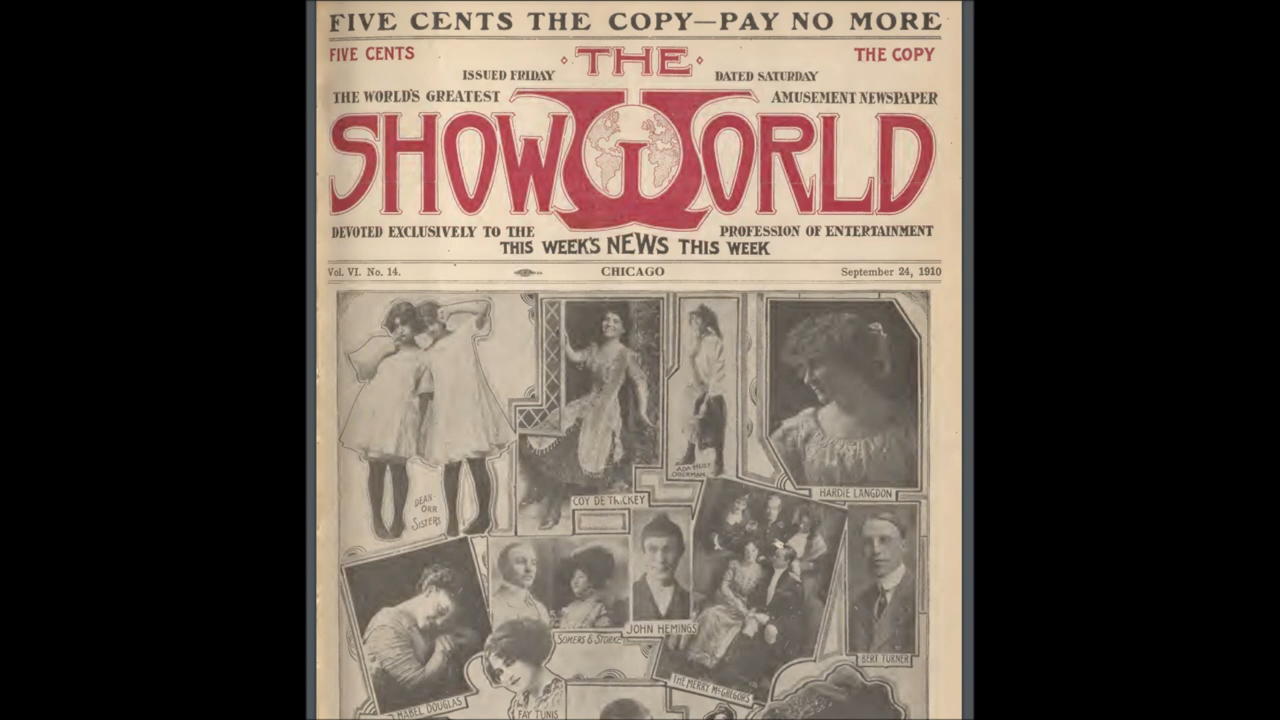 FIVE CENTS THE COPY—PAY NO MORE
FIVE CENTS THE THE COPY
ISSUED FRIDAY DATED SATURDAY
THE WORLD'S GREATEST AMUSEMENT NEWSPAPER
SHOW WORLD
DEVOTED EXCLUSIVELY TO THE PROFESSION OF ENTERTAINMENT
THIS WEEK'S NEWS THIS WEEK
Vol. VI. No. 14. CHICAGO September 24, 1910
DEAN
ORR
SISTERS
COY DE TRICKEY
ADA HUIST
OBERMAN
HARDIE LANGDON
SOMERS & STORKE
JOHN HEMINGS
THE MERRY McGREGORS
BERT TURNER
MABEL DOUGLAS
FAY TUNIS